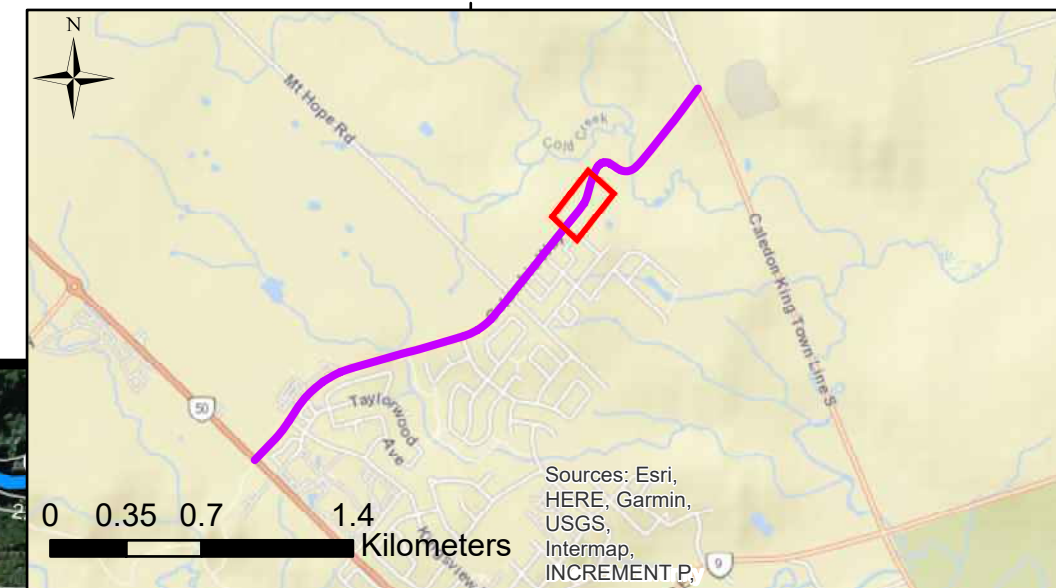 N
Mt Hope Rd
Cold Creek
Caledon King Town Line S
50
Taylorwood
Ave
Sources: Esri,
HERE, Garmin,
USGS,
Intermap,
INCREMENT P,
0 0.35 0.7 1.4
Kilometers
9